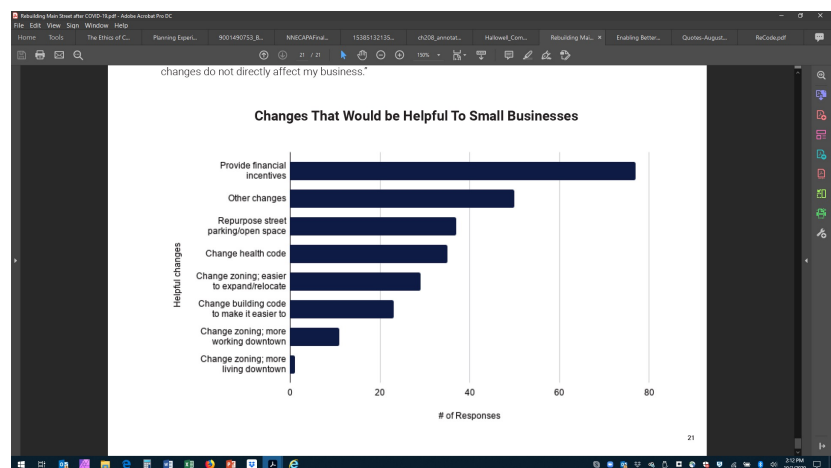 Rebuilding Main Street after COVID-19.pdf - Adobe Acrobat Pro DC
File Edit View Sign Window Help
Home Tools The Ethics of C... Planning Experi... 9001490753_B... NNECAPAFinal... 15385132135... ch208_annotat... Hallowell_Com... Rebuilding Mai... × Enabling Better... Quotes-August... ReCode.pdf
21 / 21 150%
changes do not directly affect my business."
Changes That Would be Helpful To Small Businesses
Helpful changes
Provide financial
incentives
Other changes
Repurpose street
parking/open space
Change health code
Change zoning; easier
to expand/relocate
Change building code
to make it easier to
Change zoning; more
working downtown
Change zoning; more
living downtown
0 20 40 60 80
# of Responses
21
2:12 PM